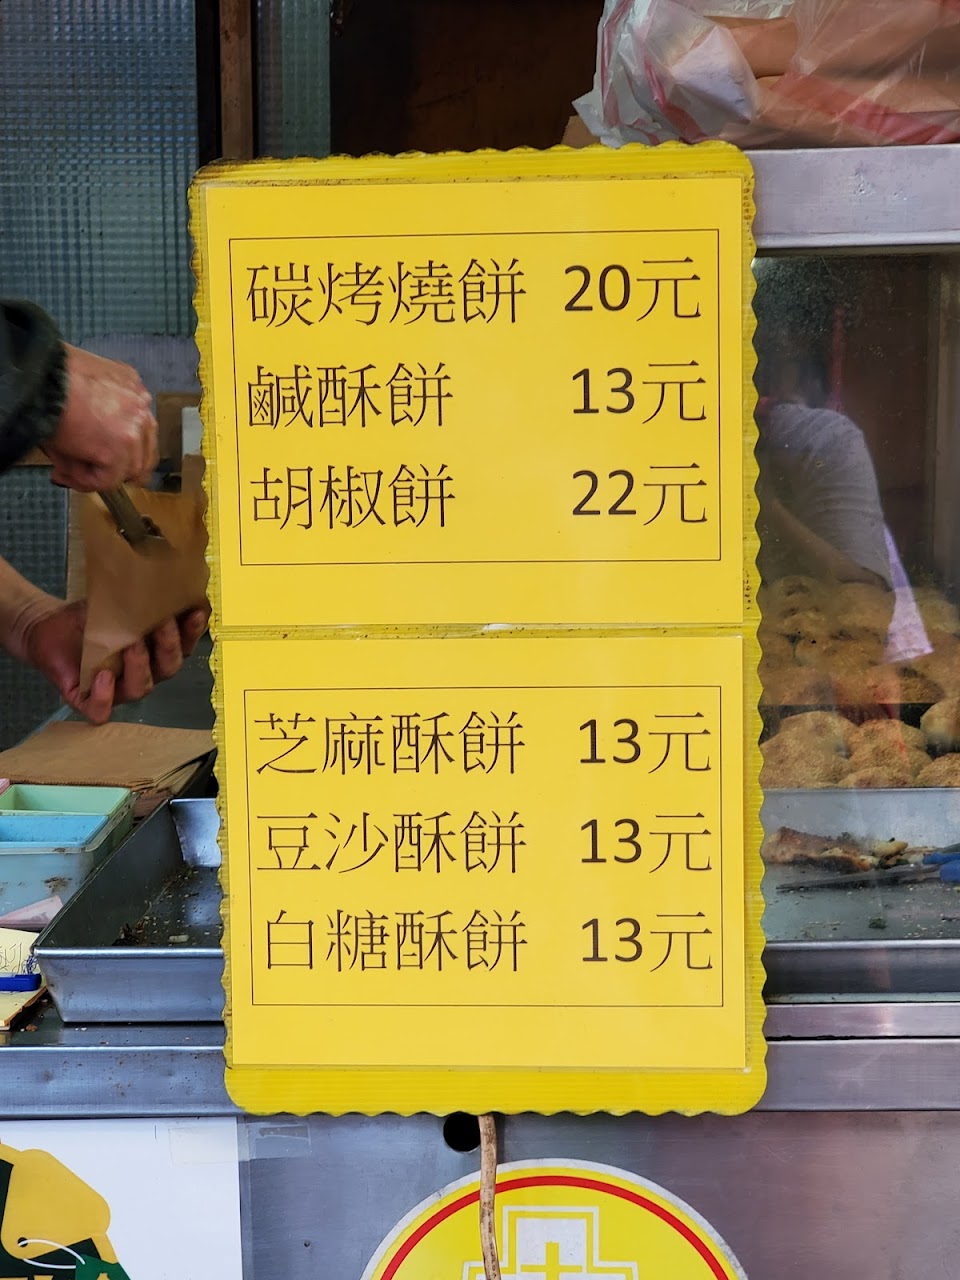 碳烤燒餅 20元
鹹酥餅 13元
胡椒餅 22元
芝麻酥餅 13元
豆沙酥餅 13元
白糖酥餅 13元